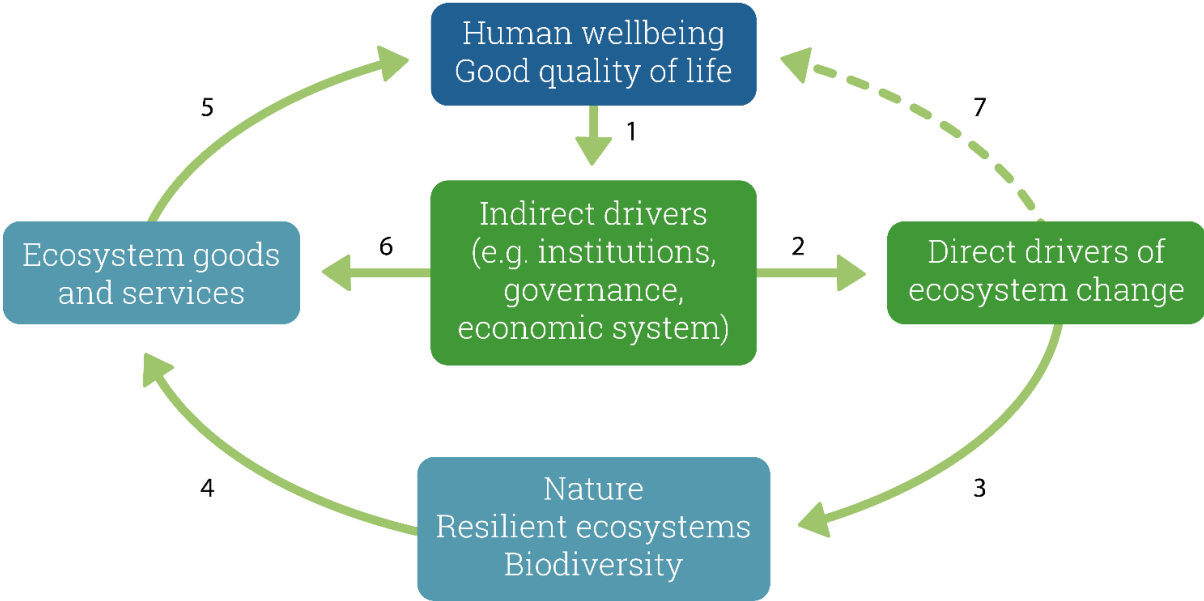 Human wellbeing
Good quality of life
5
7
1
Indirect drivers
(e.g. institutions,
governance,
economic system)
Ecosystem goods
and services
6
2
Direct drivers of
ecosystem change
4
3
Nature
Resilient ecosystems
Biodiversity